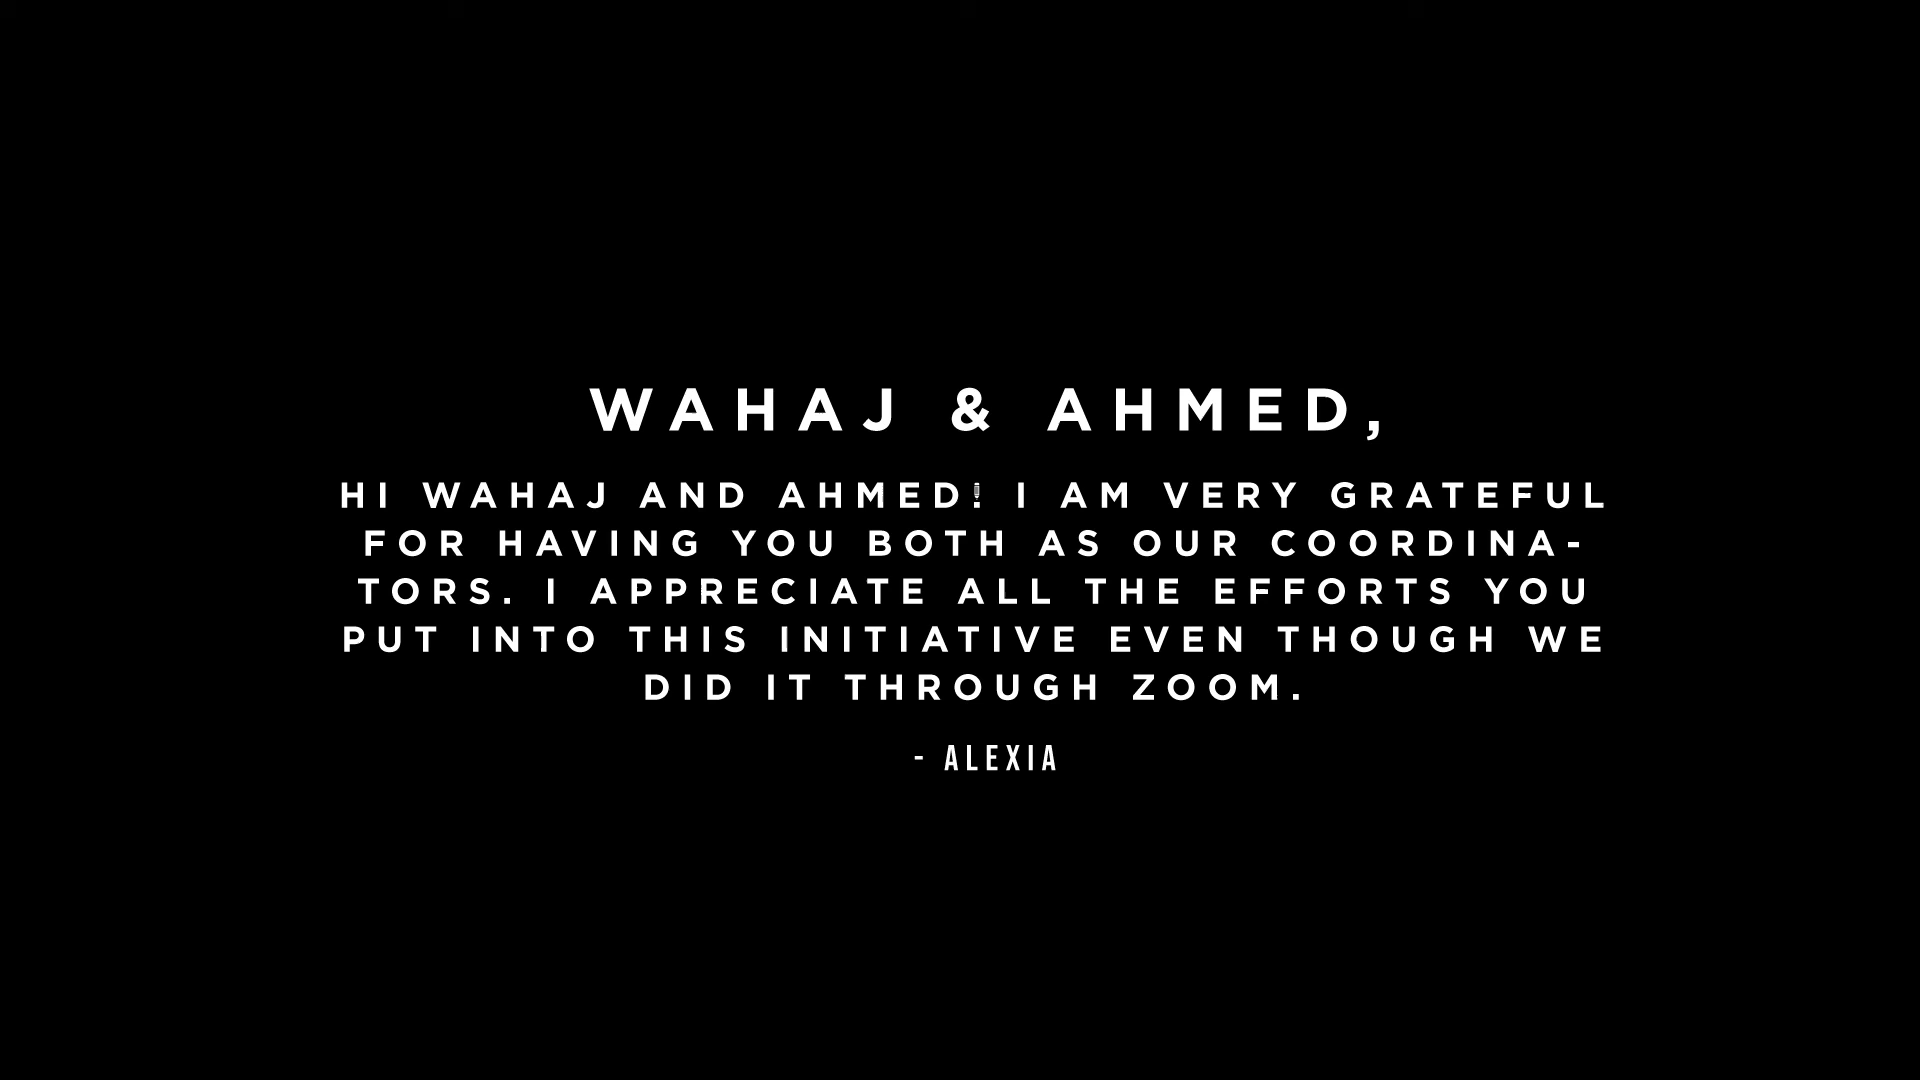 WAHAJ & AHMED,
HI WAHAJ AND AHMED! I AM VERY GRATEFUL
FOR HAVING YOU BOTH AS OUR COORDINA-
TORS. I APPRECIATE ALL THE EFFORTS YOU
PUT INTO THIS INITIATIVE EVEN THOUGH WE
DID IT THROUGH ZOOM.
- ALEXIA